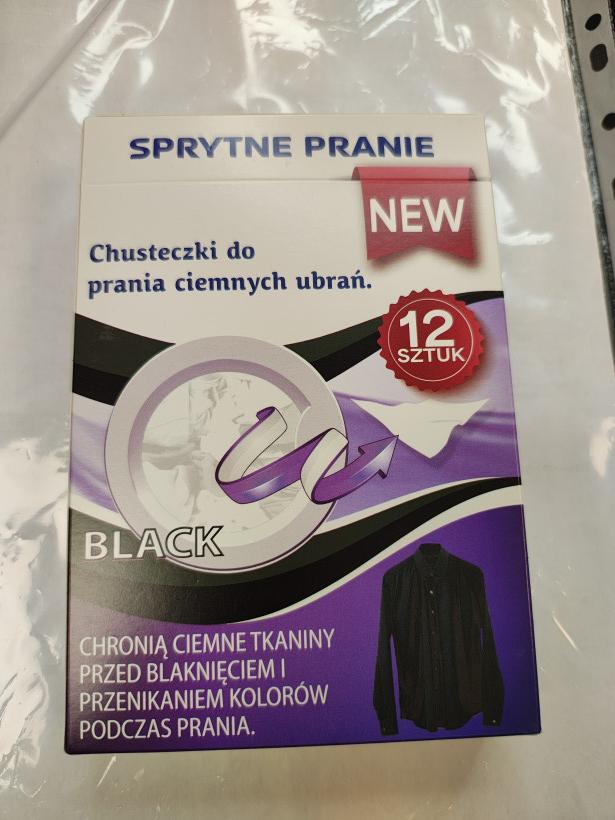 SPRYTNE PRANIE
NEW
Chusteczki do
prania ciemnych ubrań.
12
SZTUK
BLACK
CHRONIĄ CIEMNE TKANINY
PRZED BLAKNIĘCIEM I
PRZENIKANIEM KOLORÓW
PODCZAS PRANIA.